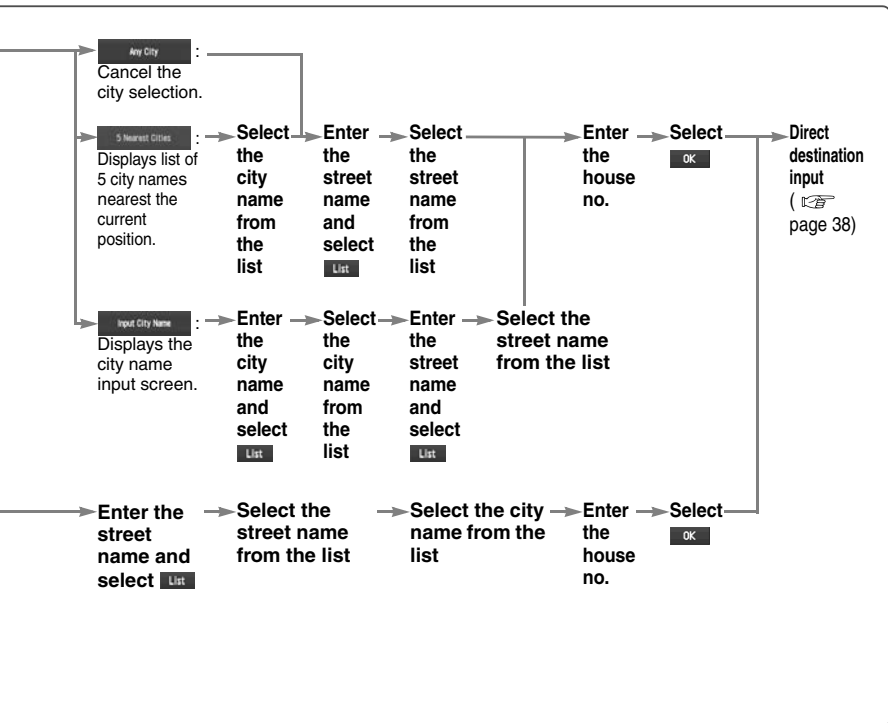 Any City :
Cancel the
city selection.
5 Nearest Cities :
Displays list of
5 city names
nearest the
current
position.
Select
the
city
name
from
the
list
Enter
the
street
name
and
select
List
Select
the
street
name
from
the
list
Enter
the
house
no.
Select
OK
Direct
destination
input
(
page 38)
Input City Name :
Displays the
city name
input screen.
Enter
the
city
name
and
select
List
Select
the
city
name
from
the
list
Enter
the
street
name
and
select
List
Select the
street name
from the list
Enter the
street
name and
select List
Select the
street name
from the list
Select the city
name from the
list
Enter
the
house
no.
Select
OK